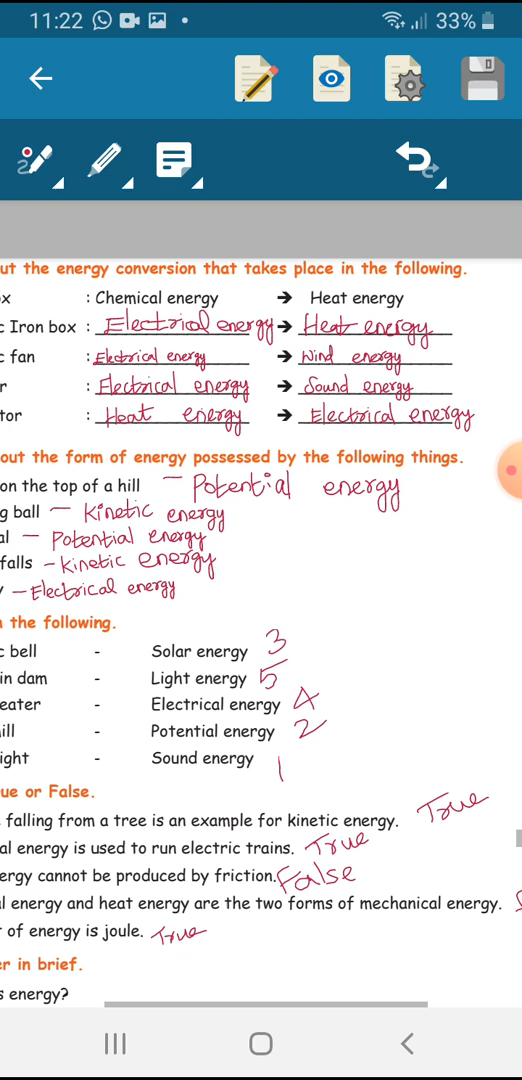 11:22 33%
ut the energy conversion that takes place in the following.
x : Chemical energy → Heat energy
c Iron box : Electrial energy → Heat energy
c fan : Electrical energy → Wind energy
r : Electrical energy → Sound energy
tor : Heat energy → Electrical energy
out the form of energy possessed by the following things.
on the top of a hill — Potential energy
g ball — Kinetic energy
al — Potential energy
falls - Kinetic energy
— Electrical energy
the following.
c bell - Solar energy 3
in dam - Light energy 5
eater - Electrical energy 4
ill - Potential energy 2
ight - Sound energy 1
ue or False.
falling from a tree is an example for kinetic energy. True
al energy is used to run electric trains. True
ergy cannot be produced by friction. False
l energy and heat energy are the two forms of mechanical energy.
t of energy is joule. True
er in brief.
s energy?